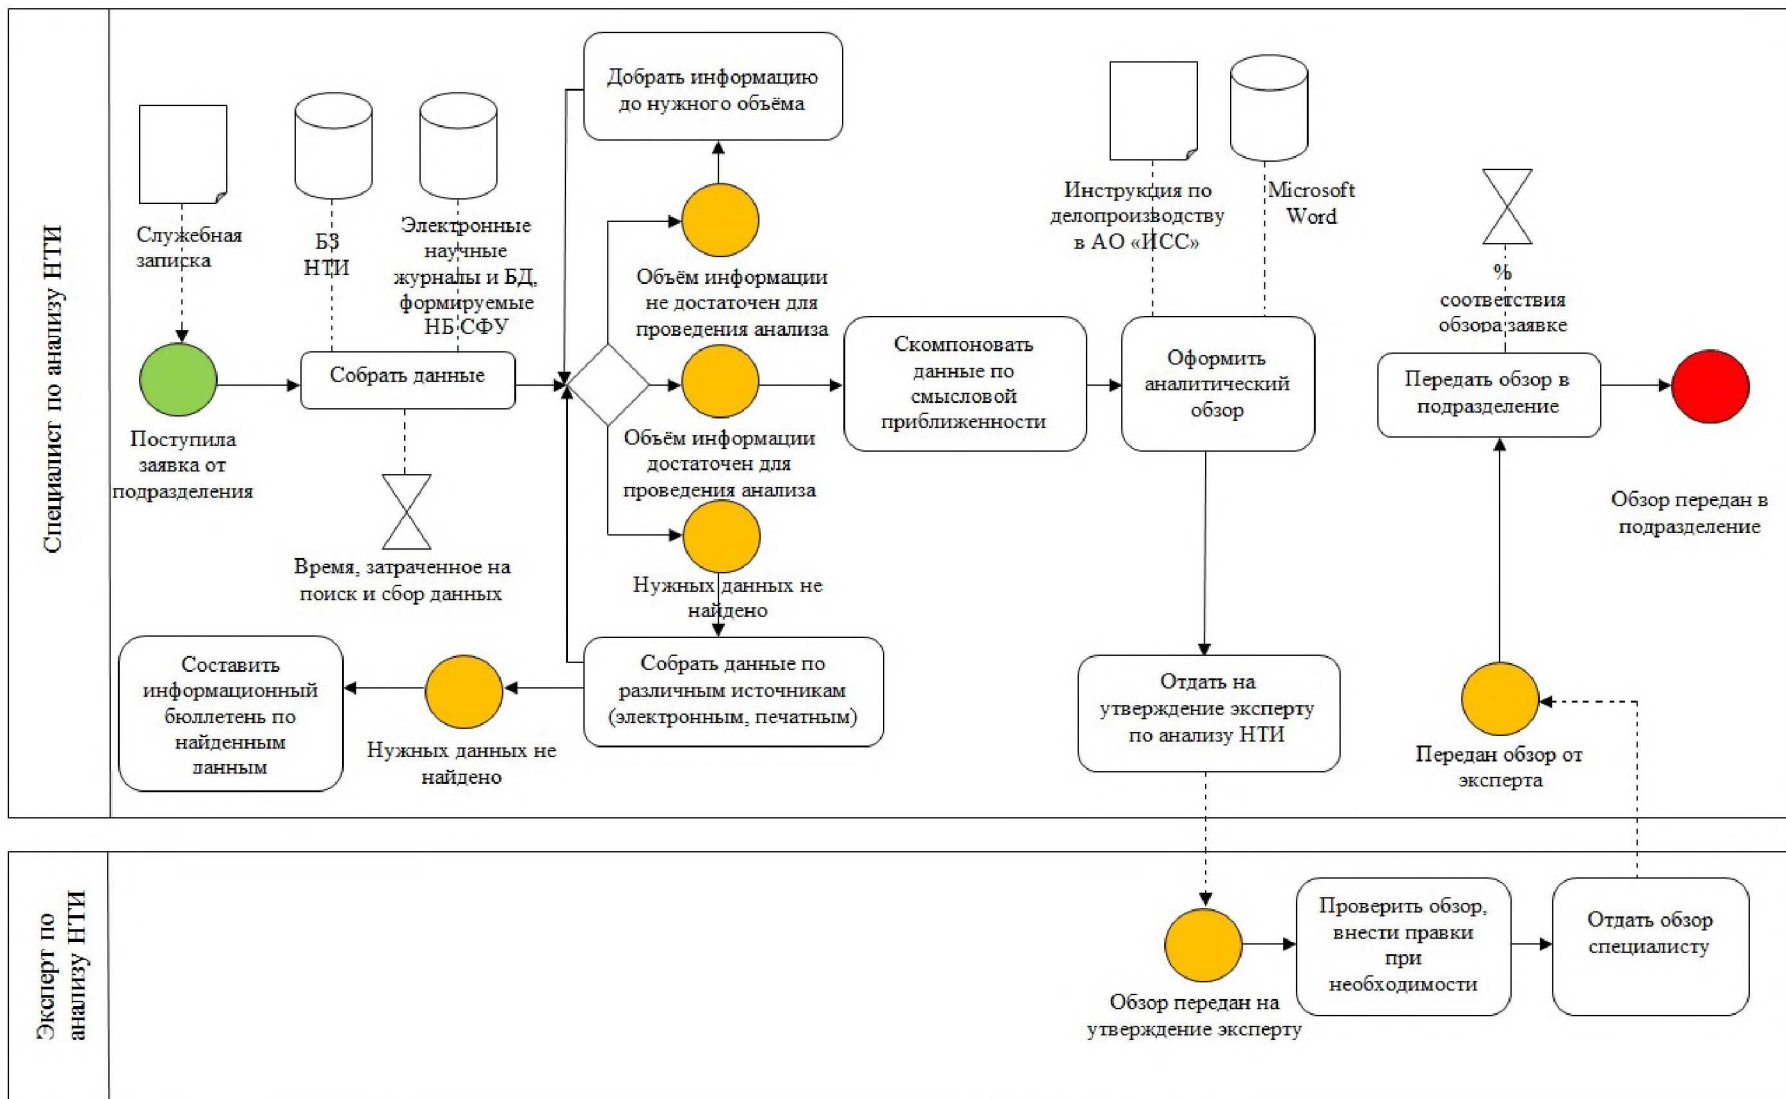 Специалист по анализу НТИ
Служебная
записка
БЗ
НТИ
Электронные
научные
журналы и БД,
формируемые
НБ СФУ
Добрать информацию
до нужного объёма
Инструкция по
делопроизводству
в АО «ИСС»
Microsoft
Word
%
соответствия
обзора заявке
Объём информации
не достаточен для
проведения анализа
Поступила
заявка от
подразделения
Собрать данные
Объём информации
достаточен для
проведения анализа
Скомпоновать
данные по
смысловой
приближенности
Оформить
аналитический
обзор
Передать обзор в
подразделение
Обзор передан в
подразделение
Время, затраченное на
поиск и сбор данных
Нужных данных не
найдено
Составить
информационный
бюллетень по
найденным
данным
Нужных данных не
найдено
Собрать данные по
различным источникам
(электронным, печатным)
Отдать на
утверждение эксперту
по анализу НТИ
Передан обзор от
эксперта
Эксперт по
анализу НТИ
Обзор передан на
утверждение эксперту
Проверить обзор,
внести правки
при
необходимости
Отдать обзор
специалисту